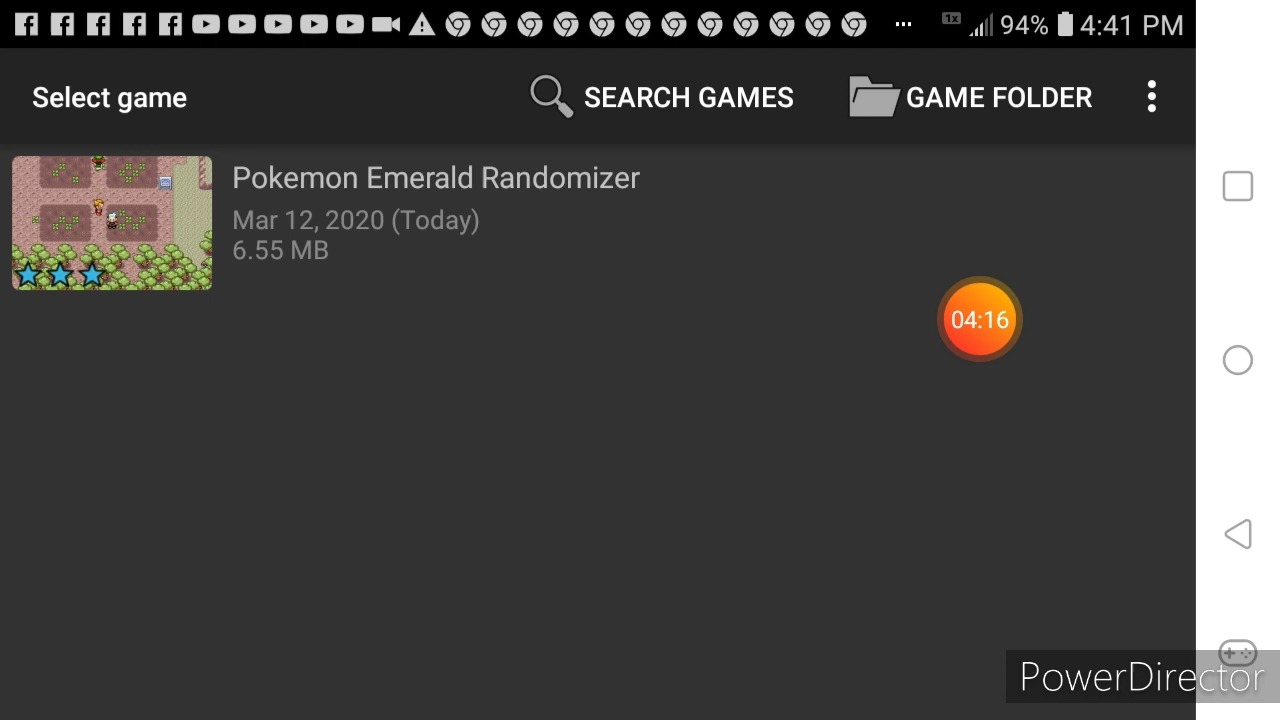 1x 94% 4:41 PM
Select game SEARCH GAMES GAME FOLDER
Pokemon Emerald Randomizer
Mar 12, 2020 (Today)
6.55 MB
04:16
PowerDirector